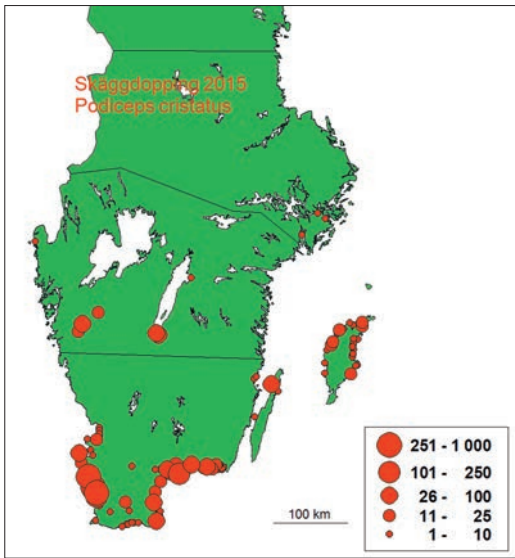 Skäggdopping 2015
Podiceps cristatus
251 - 1 000
101 - 250
26 - 100
11 - 25
1 - 10
100 km